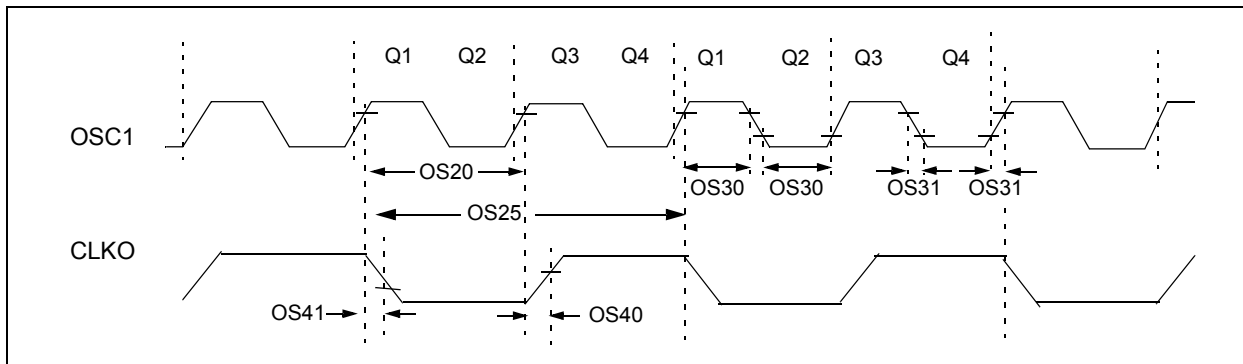 Q1 Q2 Q3 Q4 Q1 Q2 Q3 Q4
OSC1
OS20 OS30 OS30 OS31 OS31
OS25
CLKO
OS41 OS40